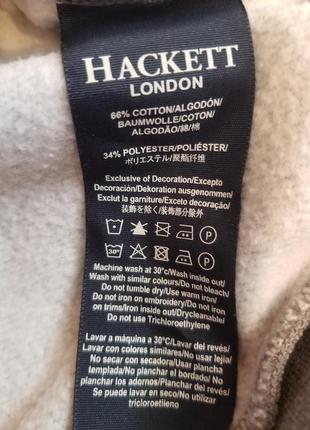 HACKETT
LONDON
66% COTTON/ALGODÓN/
BAUMWOLLE/COTON/
ALGODÃO/綿/棉
34% POLYESTER/POLIÉSTER/
ポリエステル/聚酯纤维
Exclusive of Decoration/Excepto
Decoración/Dekoration ausgenommen/
Exclut la garniture/Exceto decoração/
装飾を除く/装饰部分除外
P
30° P
Machine wash at 30°c/Wash inside out/
Wash with similar colours/Do not bleach/
Do not tumble dry/Use warm iron/
Do not iron on embroidery/Do not iron
on trims/Iron inside out/Drycleanable/
Do not use Trichloroethylene
Lavar a máquina a 30°C/Lavar del revés/
Lavar con colores similares/No usar lejía/
No secar con secadora/Usar plancha
templada/No planchar el bordado/No
planchar los adornos/Planchar del revés/
Se puede lavar en seco/No utilizar
tricloroetileno